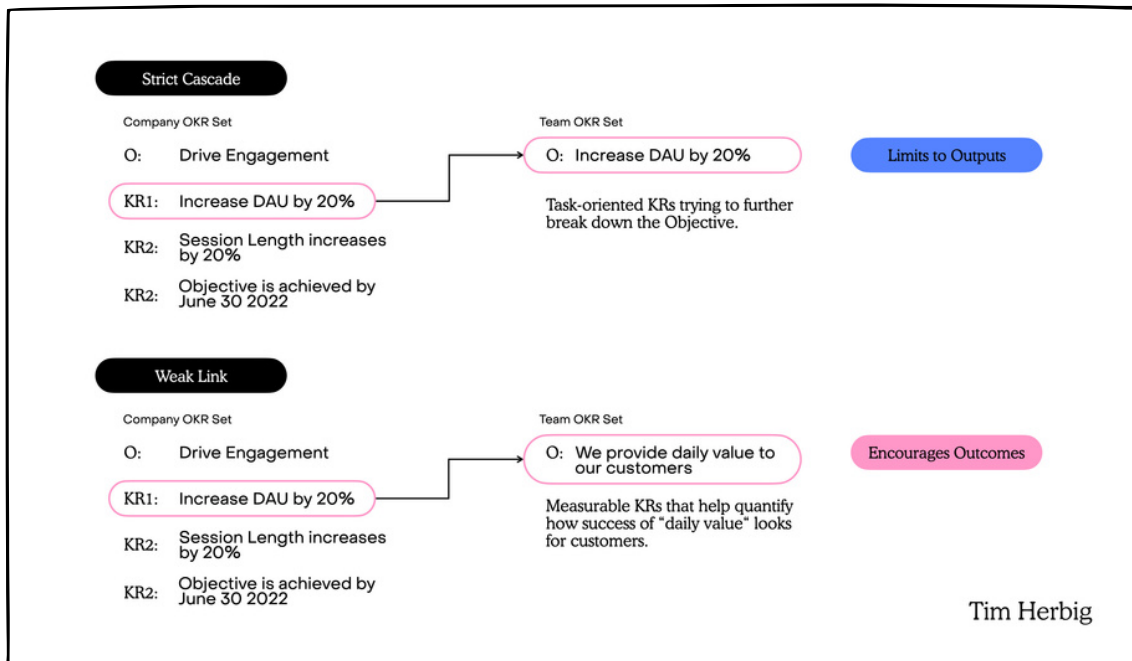 Strict Cascade
Company OKR Set
O: Drive Engagement
KR1: Increase DAU by 20%
KR2: Session Length increases
by 20%
KR2: Objective is achieved by
June 30 2022
Team OKR Set
O: Increase DAU by 20%
Task-oriented KRs trying to further
break down the Objective.
Limits to Outputs
Weak Link
Company OKR Set
O: Drive Engagement
KR1: Increase DAU by 20%
KR2: Session Length increases
by 20%
KR2: Objective is achieved by
June 30 2022
Team OKR Set
O: We provide daily value to
our customers
Measurable KRs that help quantify
how success of “daily value“ looks
for customers.
Encourages Outcomes
Tim Herbig